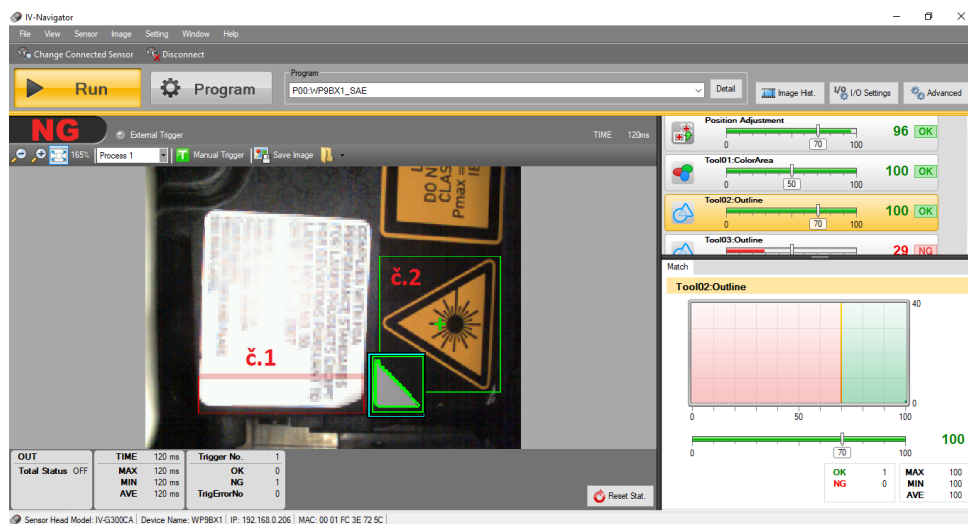 IV-Navigator
File View Sensor Image Setting Window Help
Change Connected Sensor Disconnect
Run Program
Program
P00:WP9BX1_SAE
Detail
Image Hist. I/O Settings Advanced
NG External Trigger TIME 120ms
165% Process 1 Manual Trigger Save Image
DO N
CLAS
Pmax =
č.2
č.1
Position Adjustment
96 OK
0 70 100
Tool01:ColorArea
100 OK
0 50 100
Tool02:Outline
100 OK
0 70 100
Tool03:Outline
29 NG
Match
Tool02:Outline
40
0
0 50 100
100
0 70 100
OK 1 MAX 100
NG 0 MIN 100
AVE 100
OUT TIME 120 ms Trigger No. 1
Total Status OFF MAX 120 ms OK 0
MIN 120 ms NG 1
AVE 120 ms TrigErrorNo 0
Reset Stat.
Sensor Head Model: IV-G300CA Device Name: WP9BX1 IP: 192.168.0.206 MAC: 00 01 FC 3E 72 5C